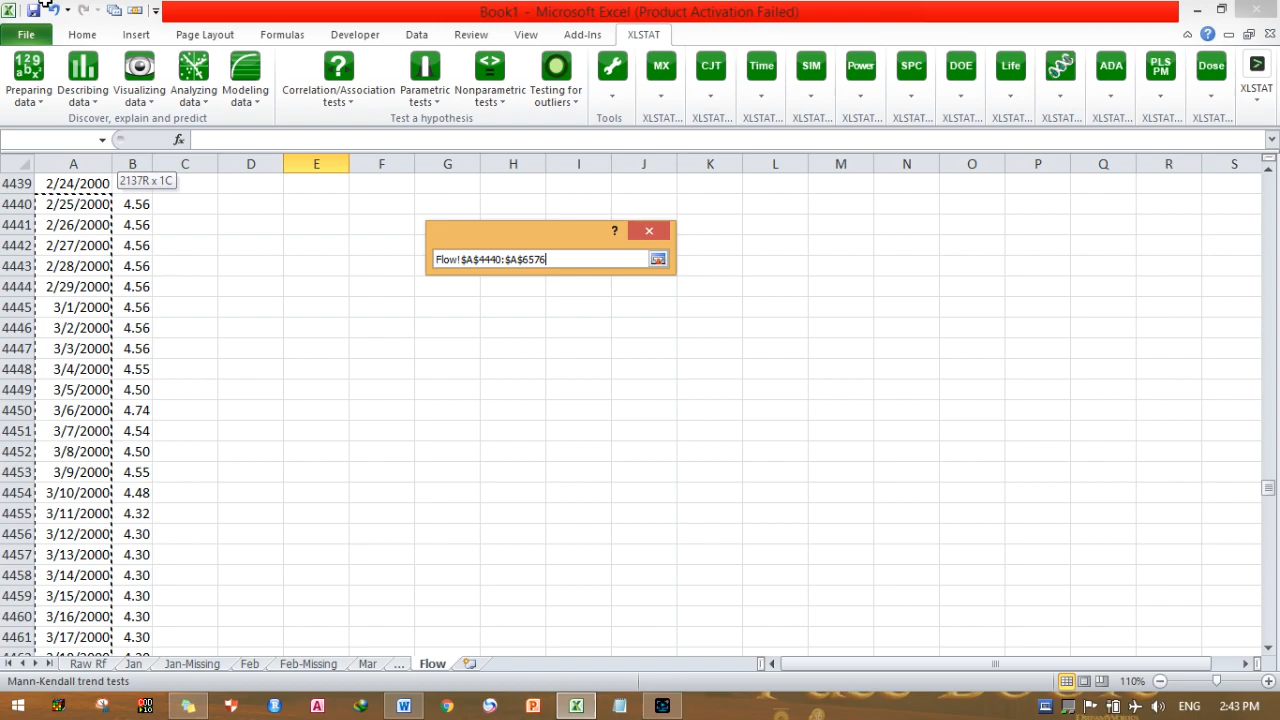 Book1 - Microsoft Excel (Product Activation Failed)
File Home Insert Page Layout Formulas Developer Data Review View Add-Ins XLSTAT
Preparing data Describing data Visualizing data Analyzing data Modeling data Correlation/Association tests Parametric tests Nonparametric tests Testing for outliers MX CJT Time SIM Power SPC DOE Life ADA PLS PM Dose XLSTAT
Discover, explain and predict Test a hypothesis Tools XLSTAT... XLSTAT... XLSTAT... XLSTAT... XLSTAT... XLSTAT... XLSTAT... XLSTAT... XLSTAT... XLSTAT... XLSTAT... XLSTAT...
fx
A B C D E F G H I J K L M N O P Q R S
4439 2/24/2000 2137R x 1C
4440 2/25/2000 4.56
4441 2/26/2000 4.56
4442 2/27/2000 4.56
4443 2/28/2000 4.56
4444 2/29/2000 4.56
4445 3/1/2000 4.56
4446 3/2/2000 4.56
4447 3/3/2000 4.56
4448 3/4/2000 4.55
4449 3/5/2000 4.50
4450 3/6/2000 4.74
4451 3/7/2000 4.54
4452 3/8/2000 4.50
4453 3/9/2000 4.55
4454 3/10/2000 4.48
4455 3/11/2000 4.32
4456 3/12/2000 4.30
4457 3/13/2000 4.30
4458 3/14/2000 4.30
4459 3/15/2000 4.30
4460 3/16/2000 4.30
4461 3/17/2000 4.30
?
Flow!$A$4440:$A$6576
Raw Rf Jan Jan-Missing Feb Feb-Missing Mar ... Flow
Mann-Kendall trend tests 110%
ENG 2:43 PM